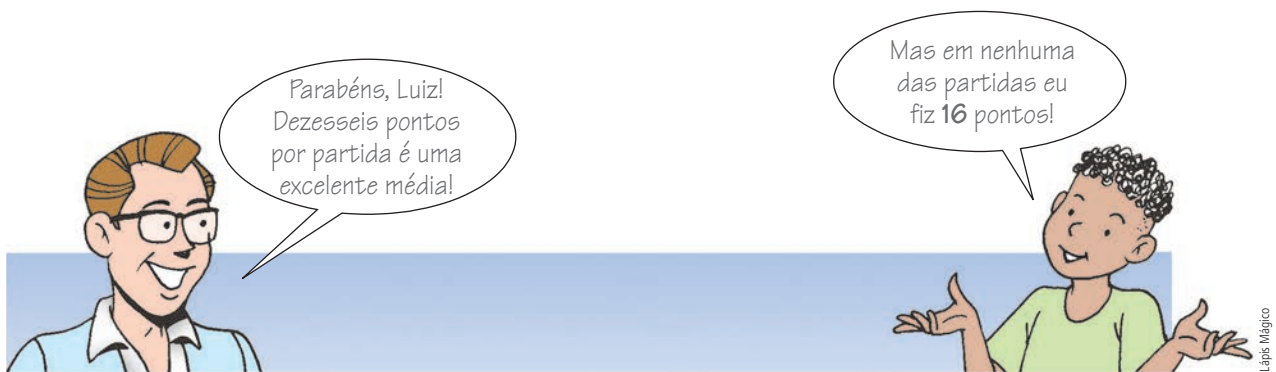 Parabéns, Luiz!
Dezesseis pontos
por partida é uma
excelente média!
Mas em nenhuma
das partidas eu
fiz 16 pontos!
Lápis Mágico